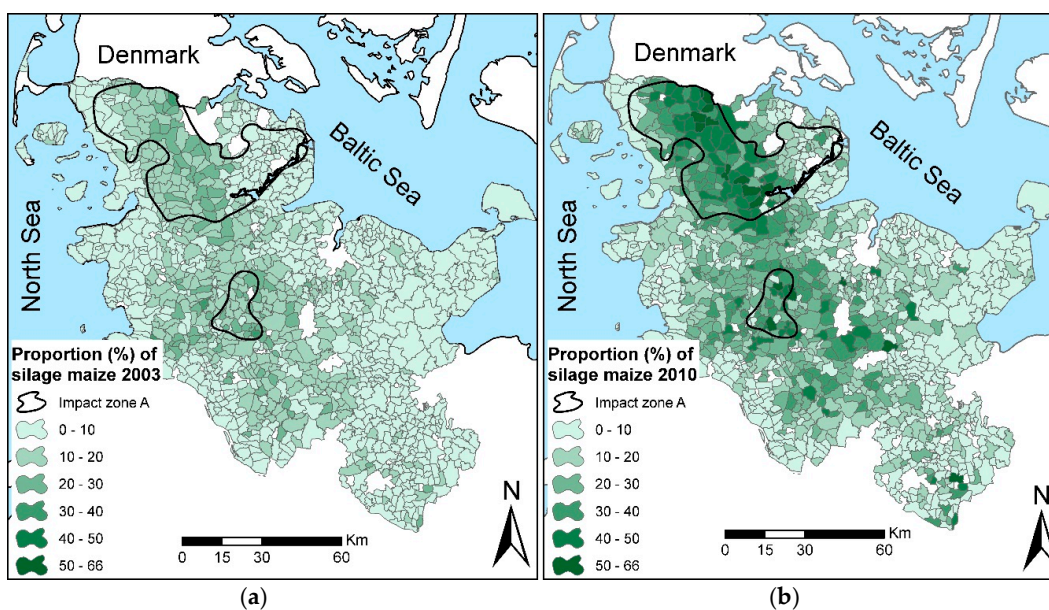 Denmark
Baltic Sea
North Sea
Proportion (%) of
silage maize 2003
Impact zone A
0 - 10
10 - 20
20 - 30
30 - 40
40 - 50
50 - 66
Km
0 15 30 60
N
(a)
Denmark
Baltic Sea
North Sea
Proportion (%) of
silage maize 2010
Impact zone A
0 - 10
10 - 20
20 - 30
30 - 40
40 - 50
50 - 66
Km
0 15 30 60
N
(b)